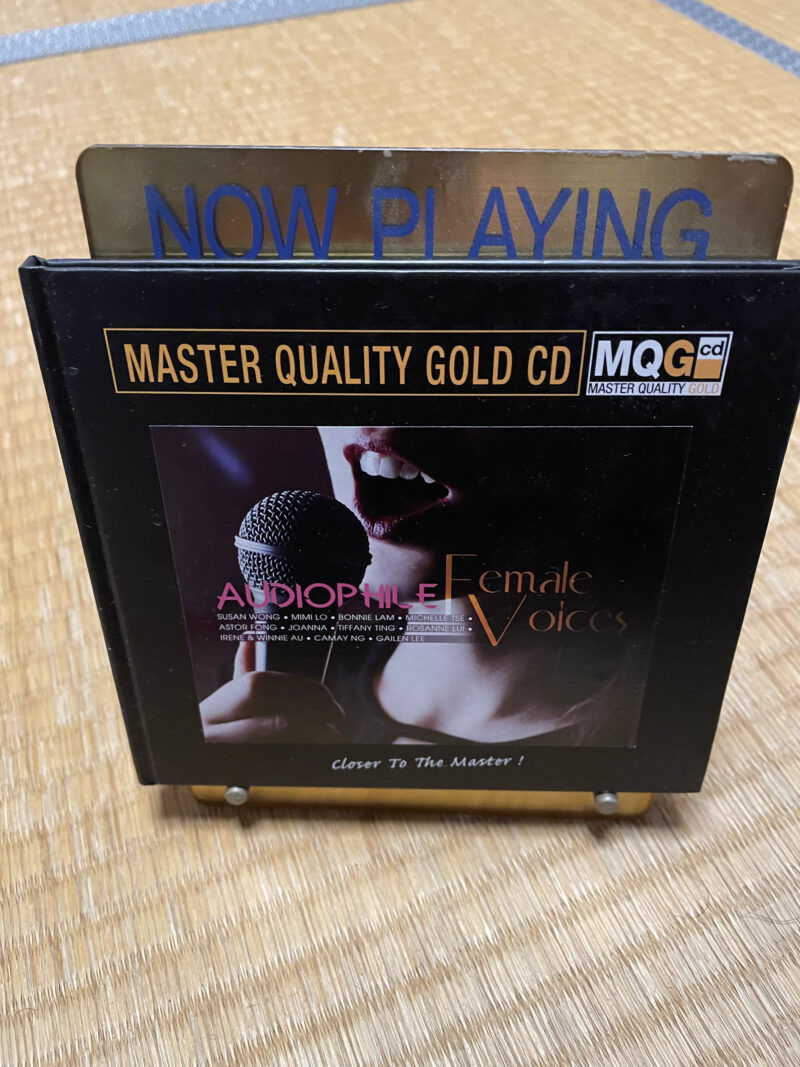 NOW PLAYING
MASTER QUALITY GOLD CD
MQG cd
MASTER QUALITY GOLD
AUDIOPHILE Female Voices
SUSAN WONG • MIMI LO • BONNIE LAM • MICHELLE TSE •
ASTOR FONG • JOANNA • TIFFANY TING • ROSANNE LUI •
IRENE & WINNIE AU • CAMAY NG • GAILEN LEE
Closer To The Master !